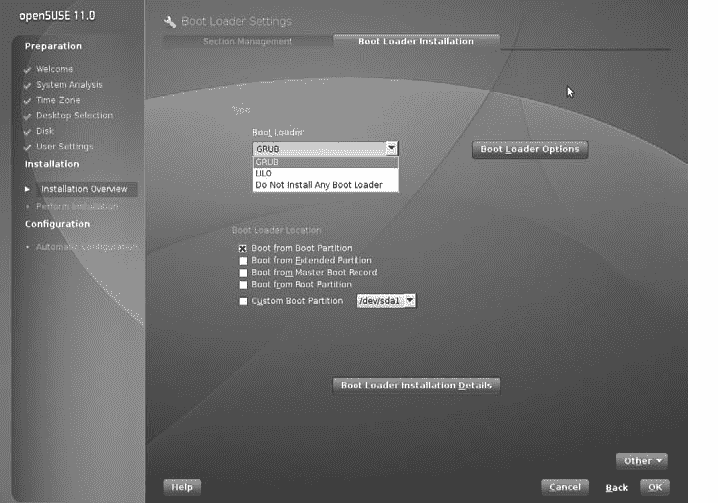 openSUSE 11.0
Preparation
Welcome
System Analysis
Time Zone
Desktop Selection
Disk
User Settings
Installation
Installation Overview
Perform Installation
Configuration
Automatic Configuration
Boot Loader Settings
Section Management
Boot Loader Installation
Type
Boot Loader
GRUB
GRUB
LILO
Do Not Install Any Boot Loader
Boot Loader Options
Boot Loader Location
Boot from Boot Partition
Boot from Extended Partition
Boot from Master Boot Record
Boot from Root Partition
Custom Boot Partition /dev/sda1
Boot Loader Installation Details
Other
Help Cancel Back OK